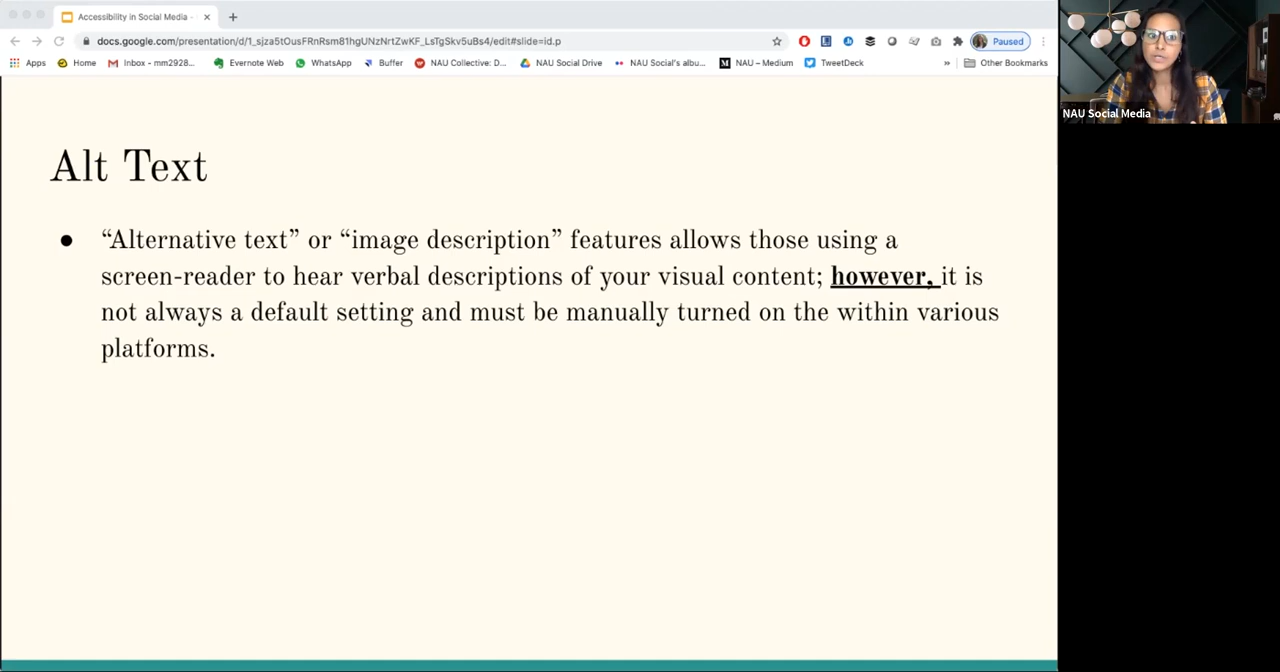 Accessibility in Social Media -
docs.google.com/presentation/d/1_sjza5tOusFRnRsm81hgUNzNrtZwKF_LsTgSkv5uBs4/edit#slide=id.p
Paused
Apps Home Inbox - mm2928... Evernote Web WhatsApp Buffer NAU Collective: D... NAU Social Drive NAU Social's albu... NAU – Medium TweetDeck » Other Bookmarks
NAU Social Media
Alt Text
● “Alternative text” or “image description” features allows those using a
screen-reader to hear verbal descriptions of your visual content; however, it is
not always a default setting and must be manually turned on the within various
platforms.